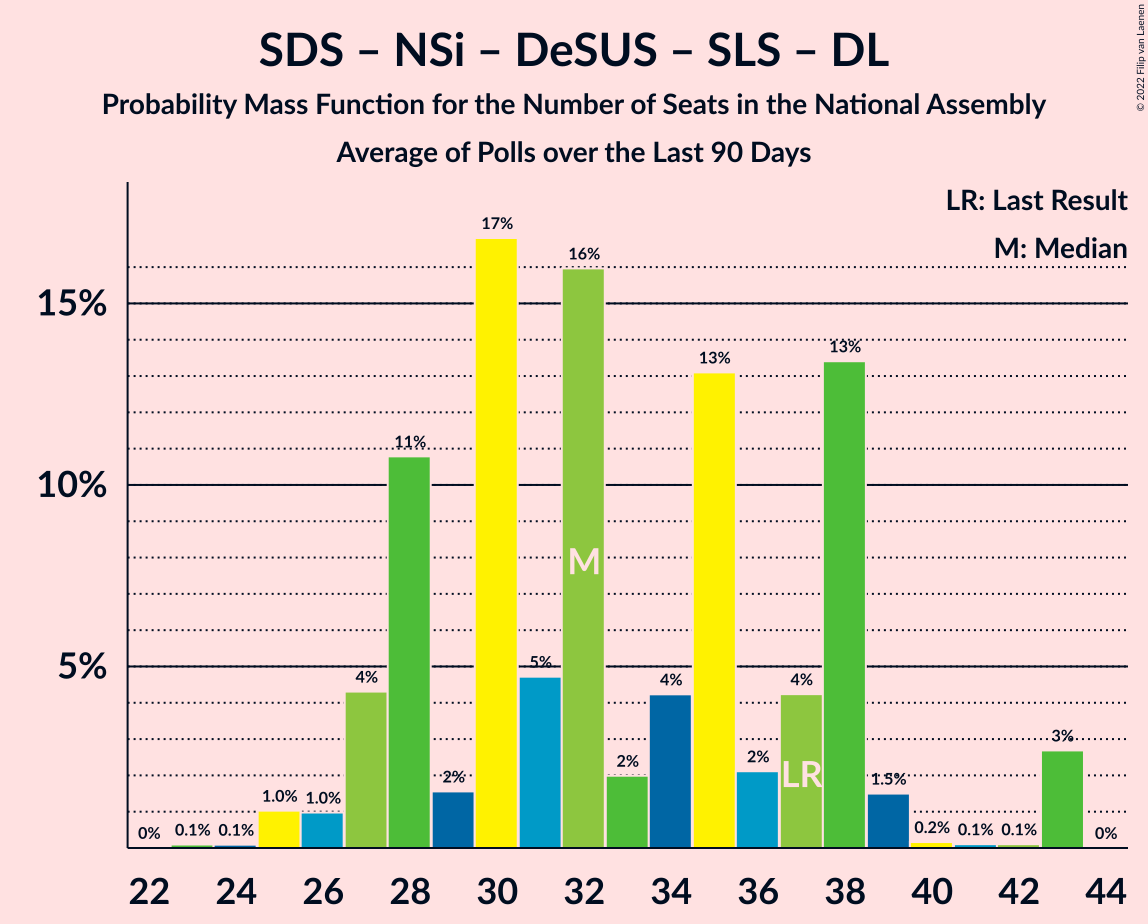 SDS – NSi – DeSUS – SLS – DL
Probability Mass Function for the Number of Seats in the National Assembly
Average of Polls over the Last 90 Days
© 2022 Filip van Laenen
LR: Last Result
M: Median
15%
10%
5%
0%
0.1%
0.1%
1.0%
1.0%
4%
11%
2%
17%
5%
16%
2%
4%
13%
2%
4%
13%
1.5%
0.2%
0.1%
0.1%
3%
0%
M
LR
22 24 26 28 30 32 34 36 38 40 42 44